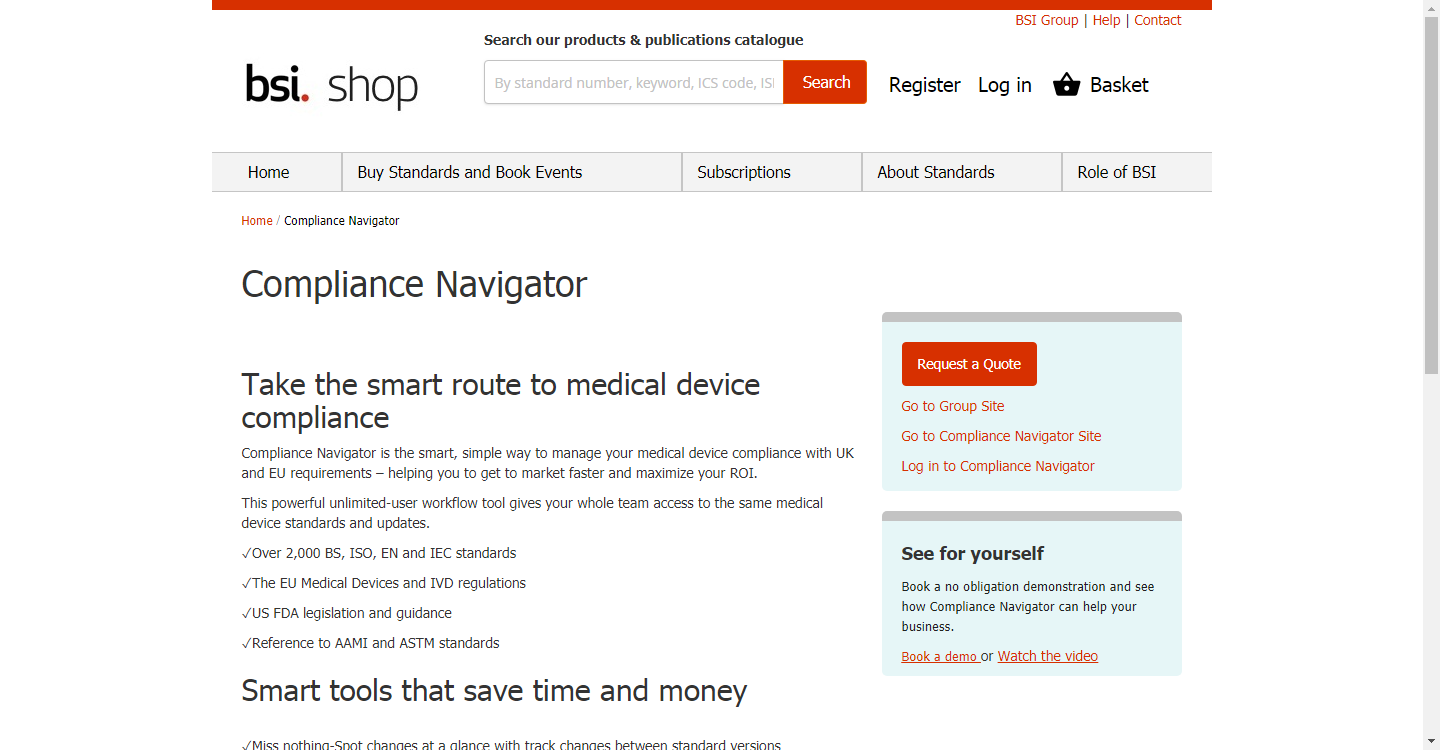 BSI Group | Help | Contact
Search our products & publications catalogue
bsi. shop
By standard number, keyword, ICS code, ISI
Search
Register
Log in
Basket
Home
Buy Standards and Book Events
Subscriptions
About Standards
Role of BSI
Home / Compliance Navigator
Compliance Navigator
Take the smart route to medical device
compliance
Compliance Navigator is the smart, simple way to manage your medical device compliance with UK
and EU requirements – helping you to get to market faster and maximize your ROI.
This powerful unlimited-user workflow tool gives your whole team access to the same medical
device standards and updates.
✓Over 2,000 BS, ISO, EN and IEC standards
✓The EU Medical Devices and IVD regulations
✓US FDA legislation and guidance
✓Reference to AAMI and ASTM standards
Smart tools that save time and money
✓Miss nothing-Spot changes at a glance with track changes between standard versions
Request a Quote
Go to Group Site
Go to Compliance Navigator Site
Log in to Compliance Navigator
See for yourself
Book a no obligation demonstration and see
how Compliance Navigator can help your
business.
Book a demo or Watch the video